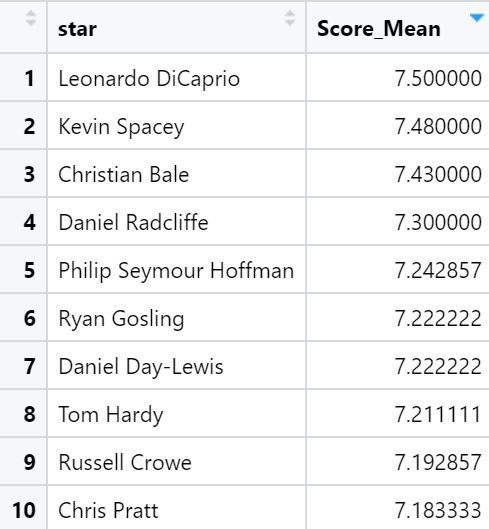 star Score_Mean
1 Leonardo DiCaprio 7.500000
2 Kevin Spacey 7.480000
3 Christian Bale 7.430000
4 Daniel Radcliffe 7.300000
5 Philip Seymour Hoffman 7.242857
6 Ryan Gosling 7.222222
7 Daniel Day-Lewis 7.222222
8 Tom Hardy 7.211111
9 Russell Crowe 7.192857
10 Chris Pratt 7.183333